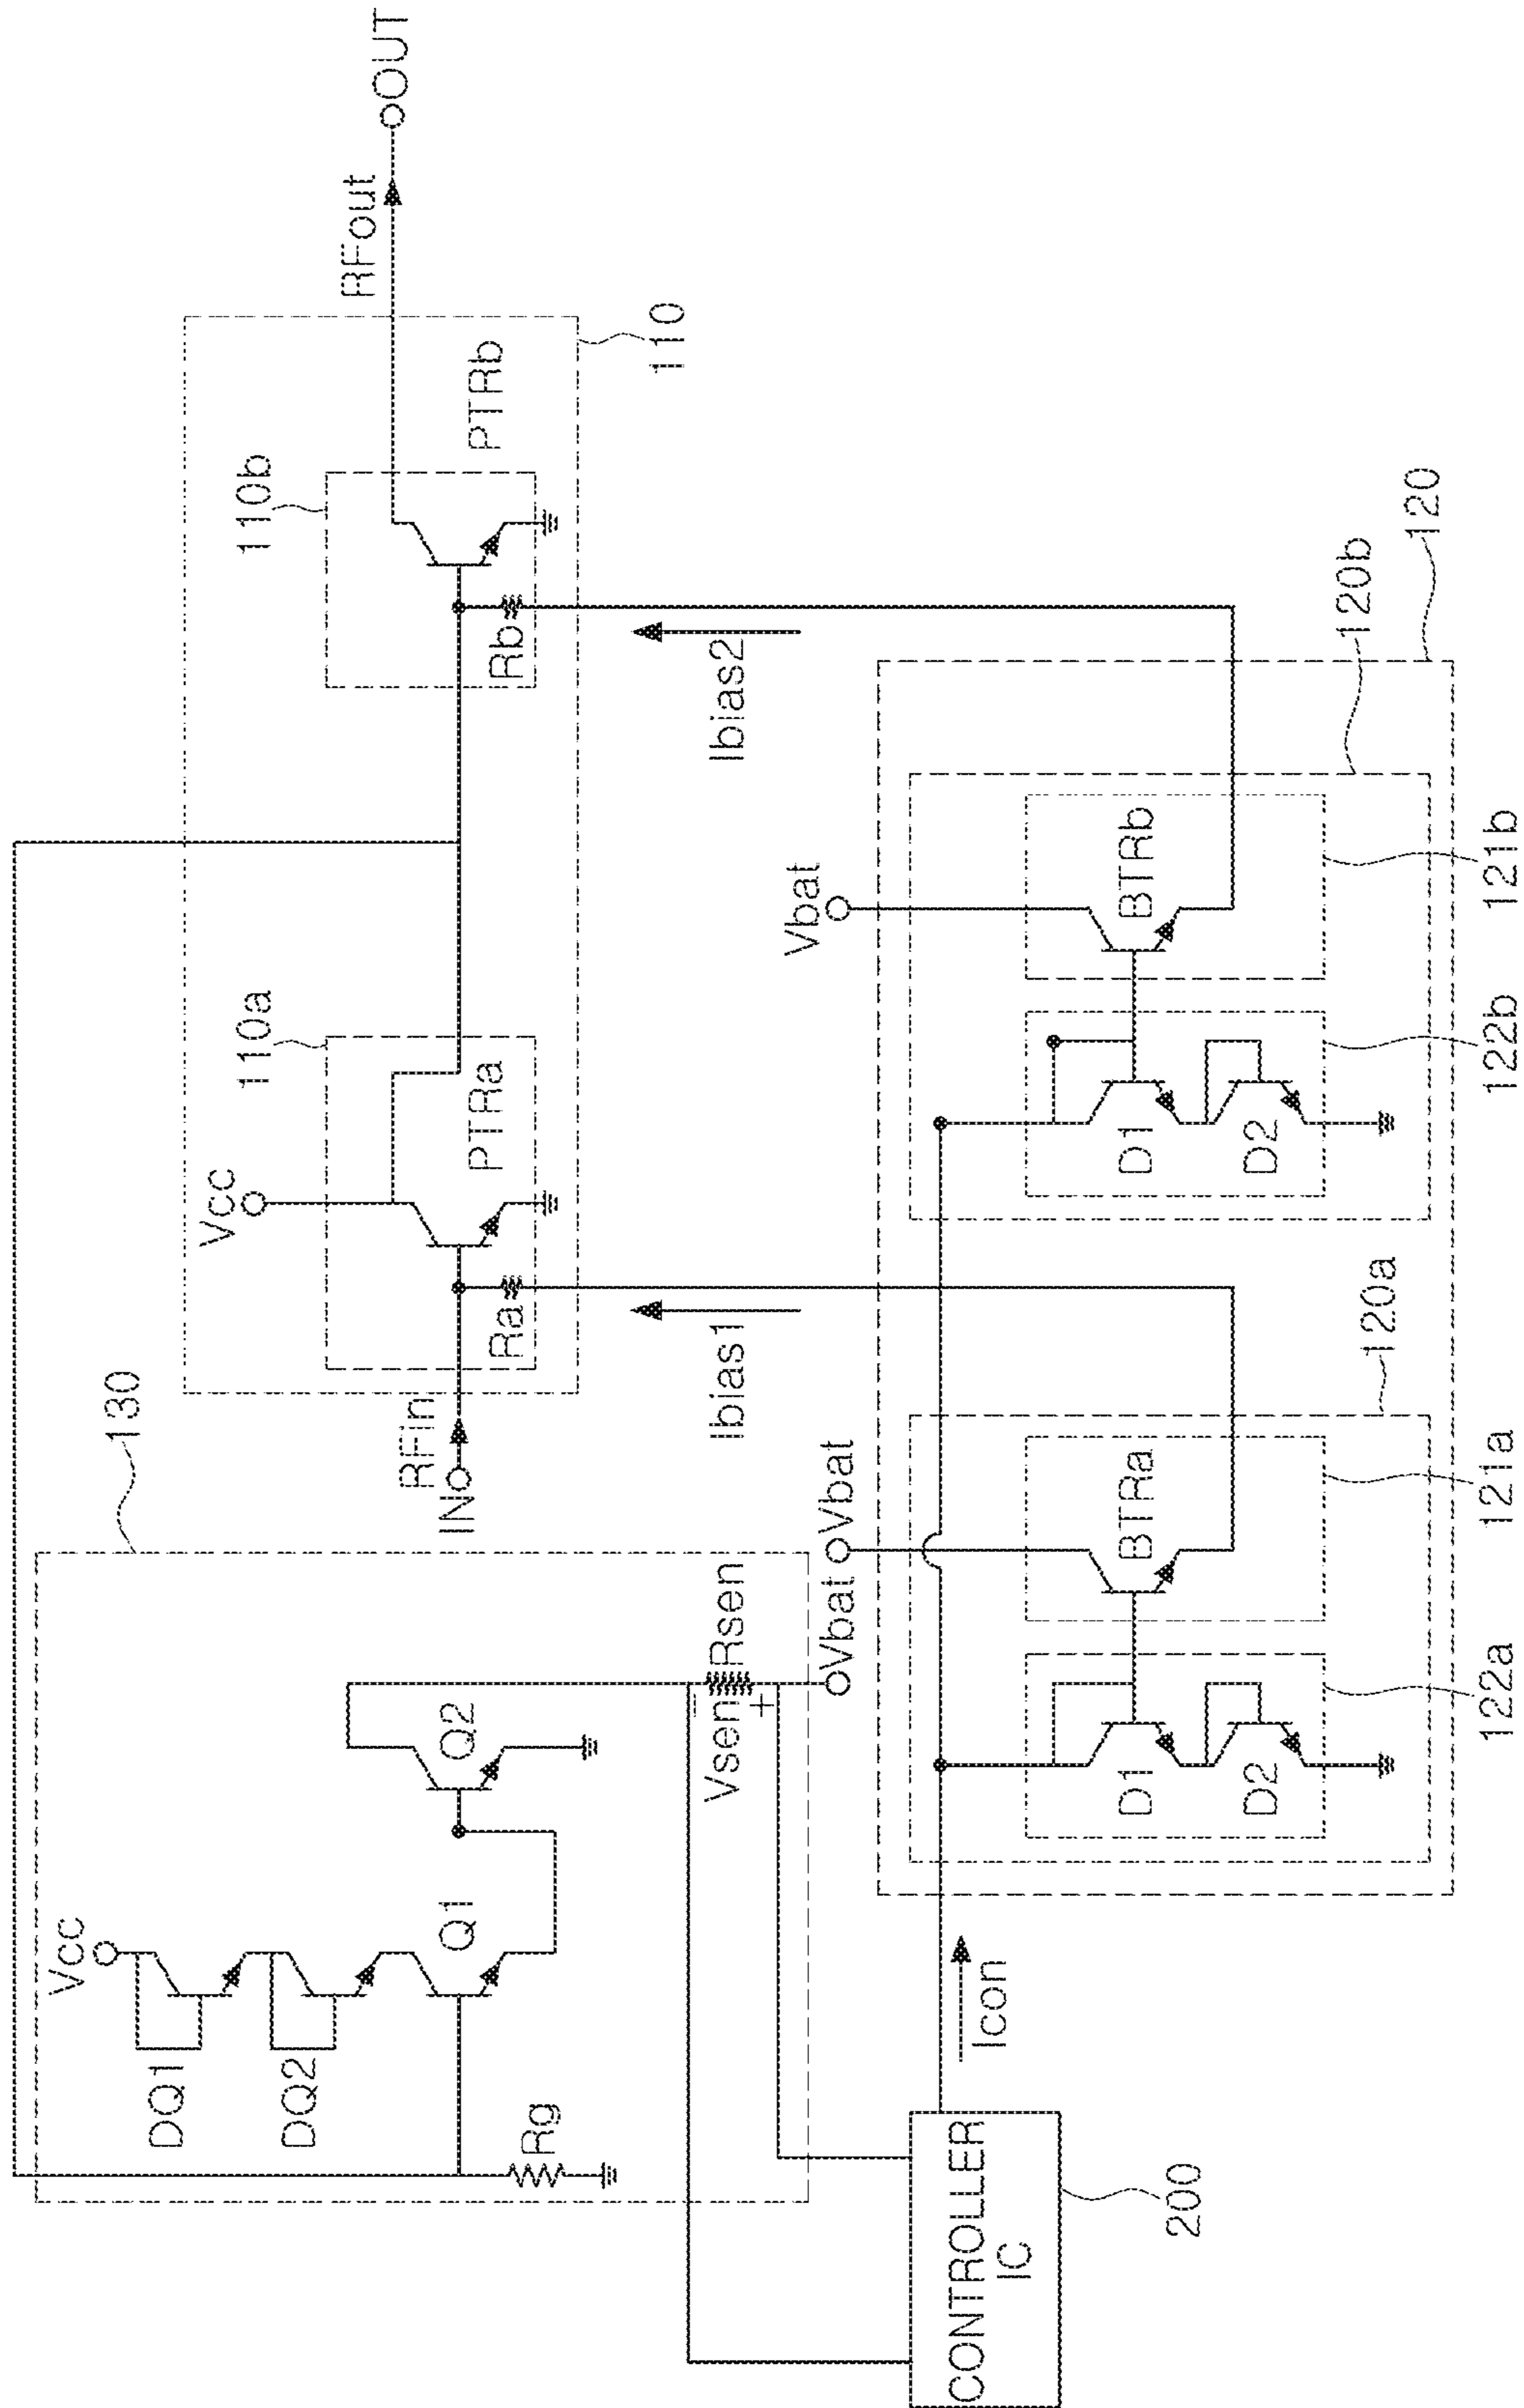 130
Vcc
DQ1
DQ2
Q1
Q2
Rg
Vsen
-
+
Rsen
Vbat
Vbat
IN
RFin
110a
Vcc
PTRa
Ra
110b
PTRb
Rb
RFout
OUT
110
Ibias1
Ibias2
CONTROLLER
IC
200
Icon
D1
D2
122a
BTRa
121a
120a
Vbat
D1
D2
122b
BTRb
121b
120b
120